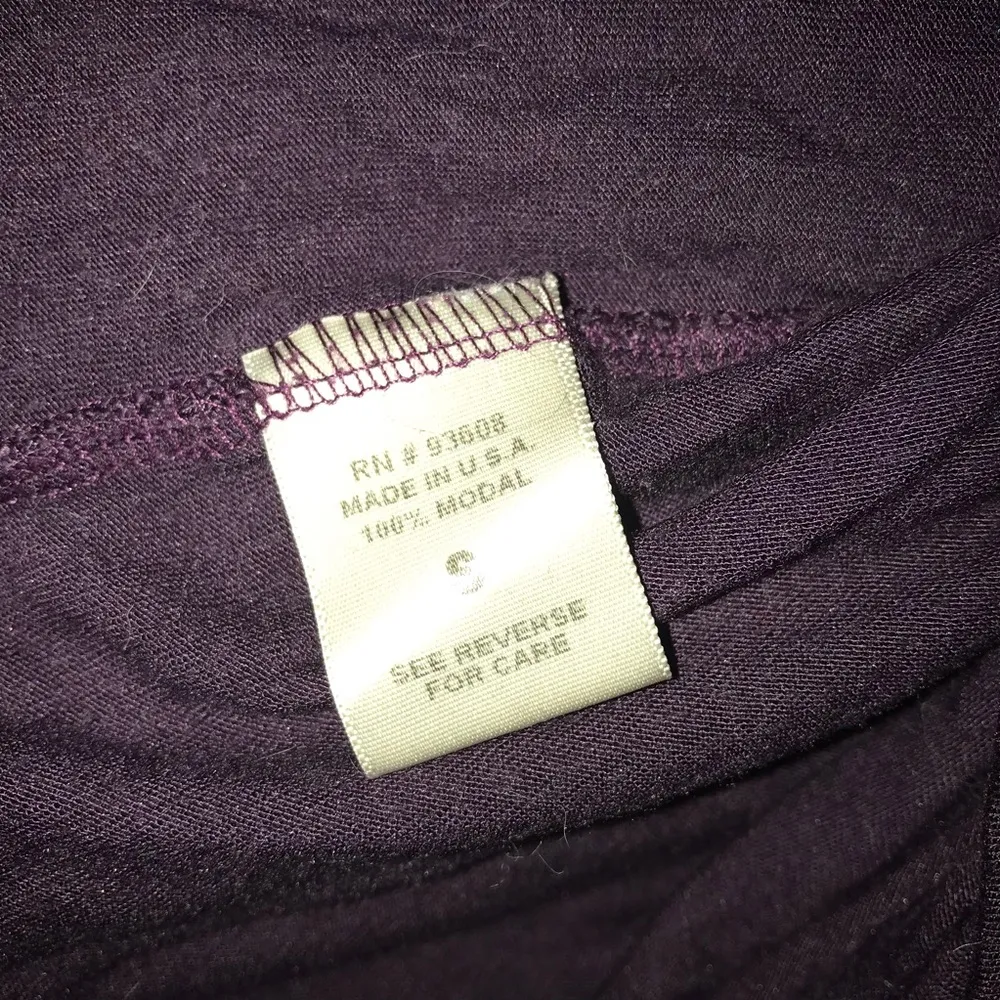 RN # 93608
MADE IN U.S.A.
100% MODAL
S
SEE REVERSE
FOR CARE